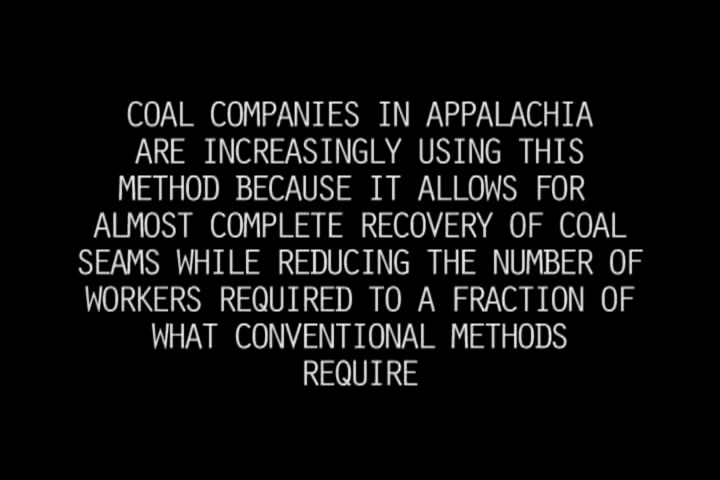 COAL COMPANIES IN APPALACHIA
ARE INCREASINGLY USING THIS
METHOD BECAUSE IT ALLOWS FOR
ALMOST COMPLETE RECOVERY OF COAL
SEAMS WHILE REDUCING THE NUMBER OF
WORKERS REQUIRED TO A FRACTION OF
WHAT CONVENTIONAL METHODS
REQUIRE